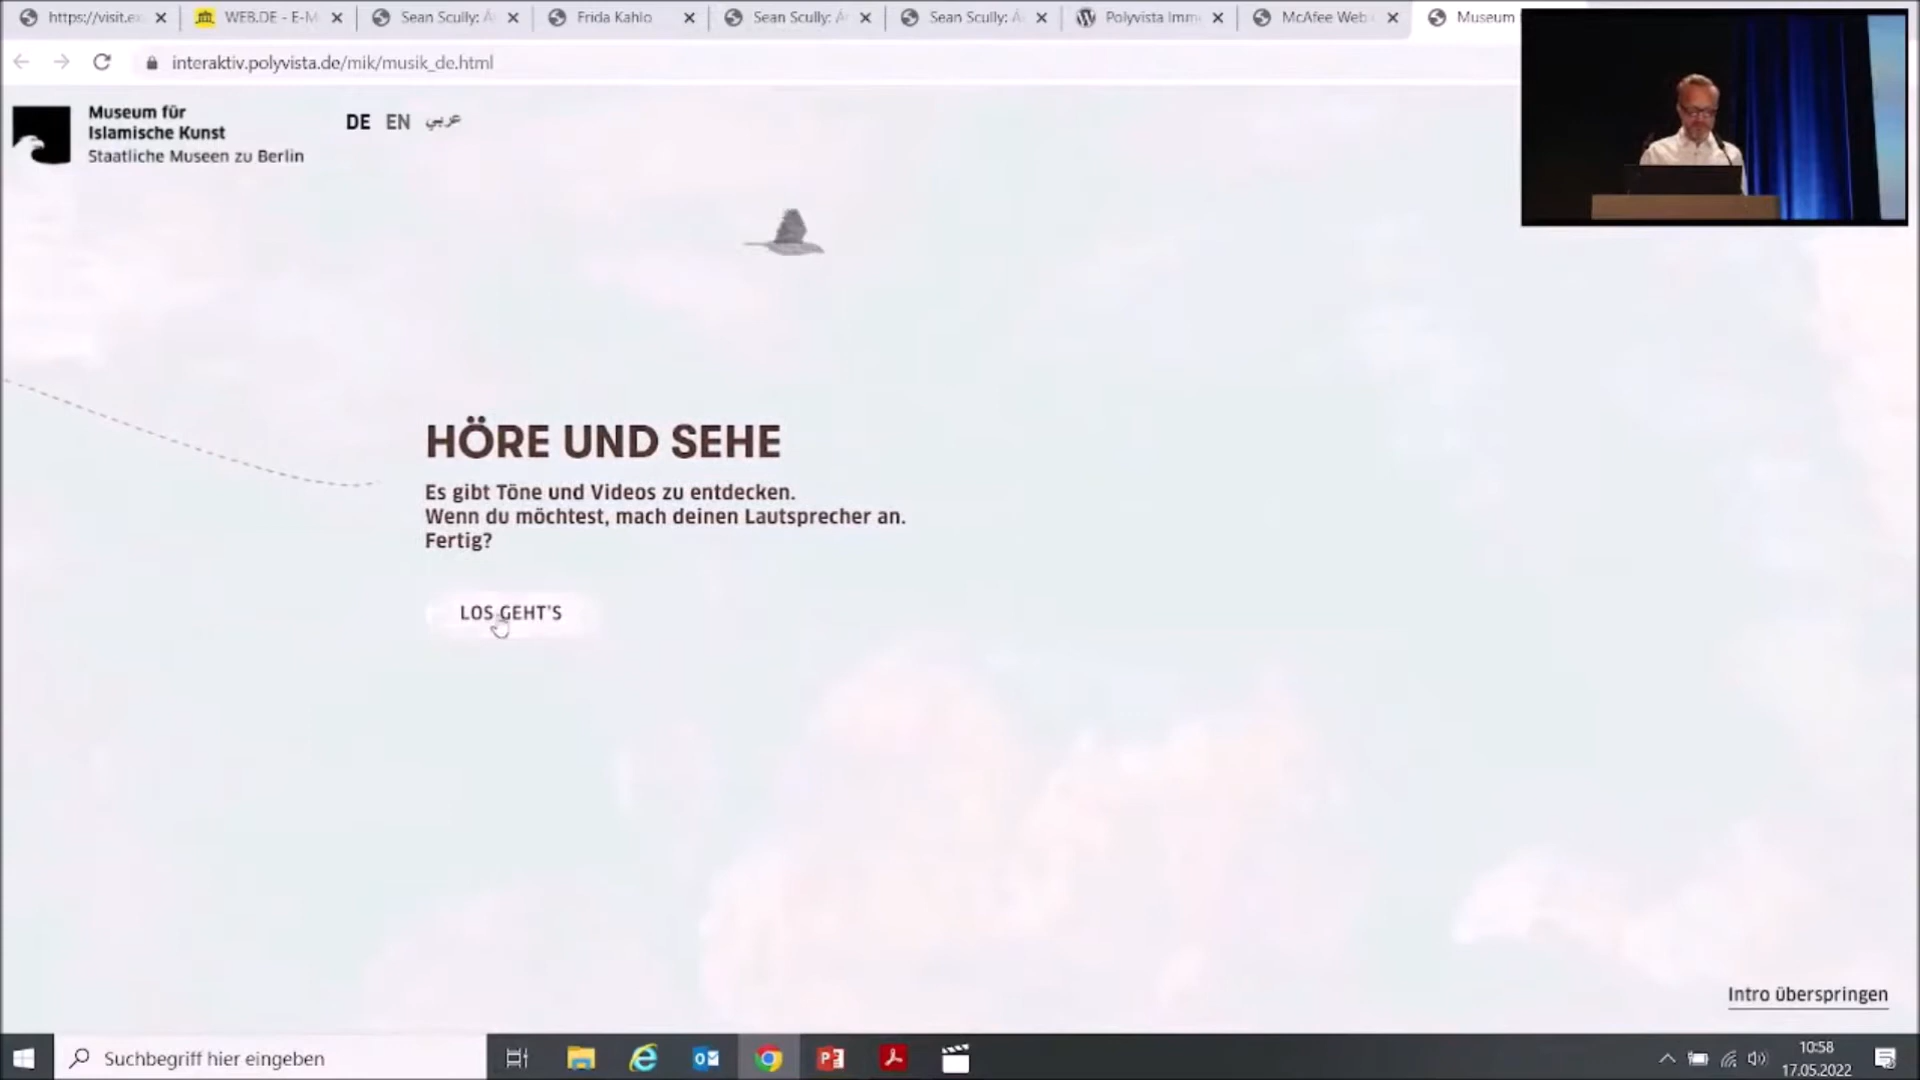 https://visit.e
WEB.DE - E-M
Sean Scully: A
Frida Kahlo
Sean Scully: A
Sean Scully: A
Polyvista Imm
McAfee Web
Museum
interaktiv.polyvista.de/mik/musik_de.html
Museum für
Islamische Kunst
Staatliche Museen zu Berlin
DE EN عربي
HÖRE UND SEHE
Es gibt Töne und Videos zu entdecken.
Wenn du möchtest, mach deinen Lautsprecher an.
Fertig?
LOS GEHT'S
Intro überspringen
Suchbegriff hier eingeben
10:58
17.05.2022